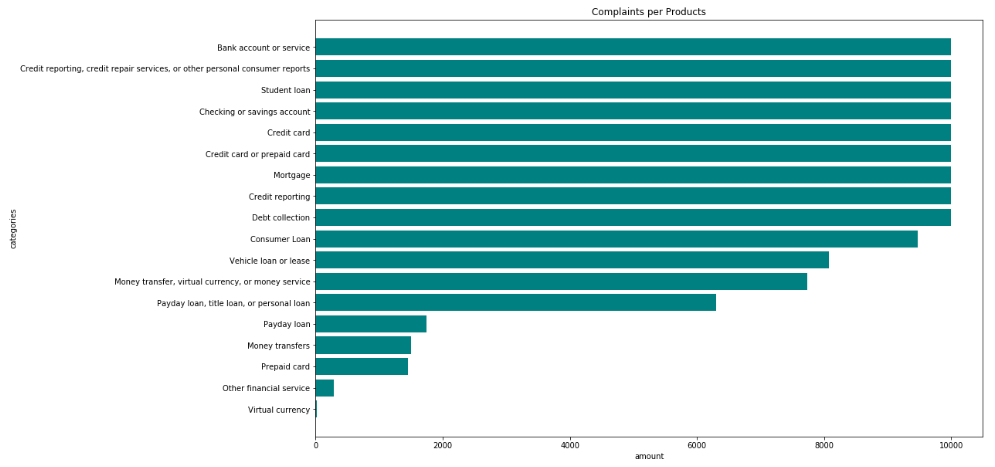 Complaints per Products
Bank account or service
Credit reporting, credit repair services, or other personal consumer reports
Student loan
Checking or savings account
Credit card
Credit card or prepaid card
Mortgage
Credit reporting
Debt collection
Consumer Loan
Vehicle loan or lease
Money transfer, virtual currency, or money service
Payday loan, title loan, or personal loan
Payday loan
Money transfers
Prepaid card
Other financial service
Virtual currency
categories
0 2000 4000 6000 8000 10000
amount